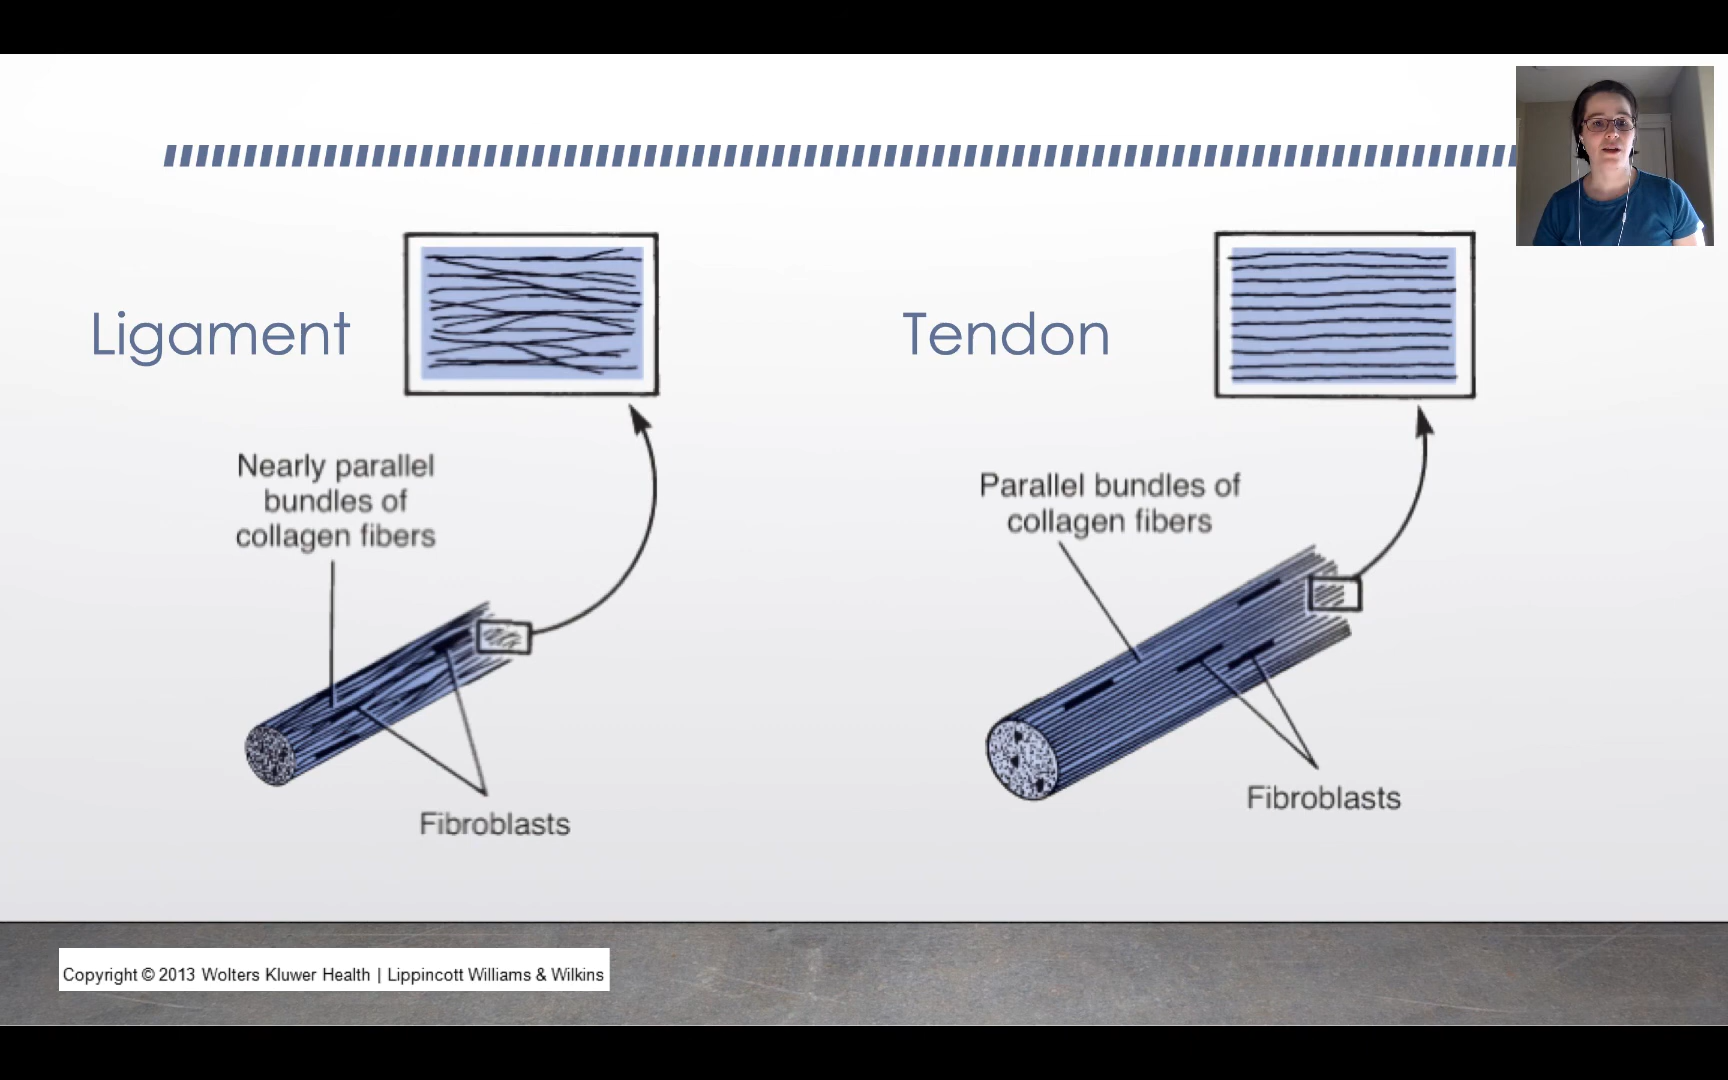 Ligament
Nearly parallel
bundles of
collagen fibers
Fibroblasts
Tendon
Parallel bundles of
collagen fibers
Fibroblasts
Copyright © 2013 Wolters Kluwer Health | Lippincott Williams & Wilkins